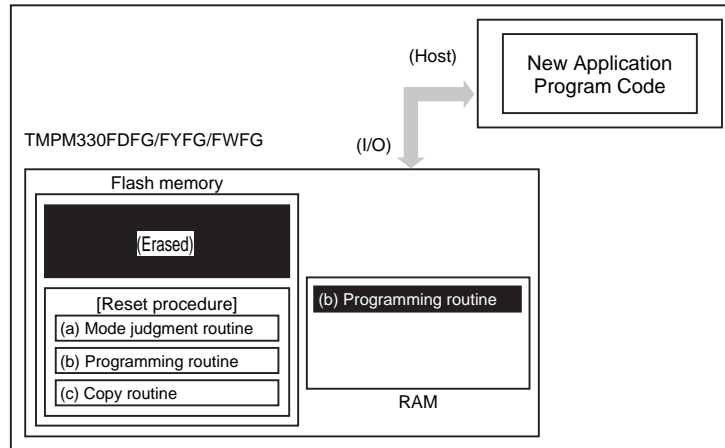 (Host)
New Application
Program Code
TMPM330FDFG/FYFG/FWFG
(I/O)
Flash memory
(Erased)
[Reset procedure]
(a) Mode judgment routine
(b) Programming routine
(c) Copy routine
(b) Programming routine
RAM